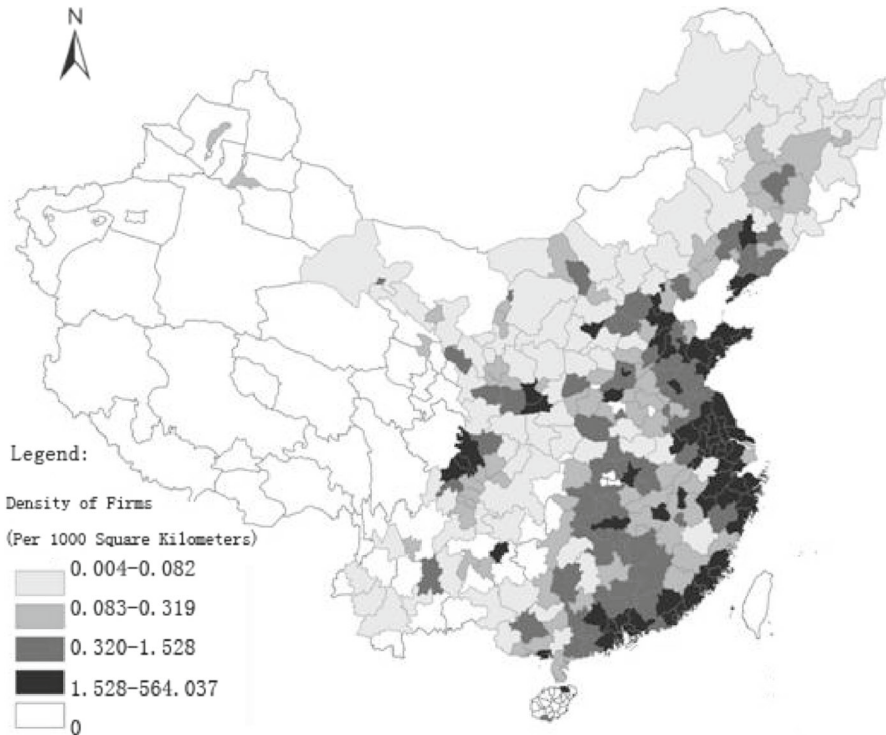 N
Legend:
Density of Firms
(Per 1000 Square Kilometers)
0.004-0.082
0.083-0.319
0.320-1.528
1.528-564.037
0